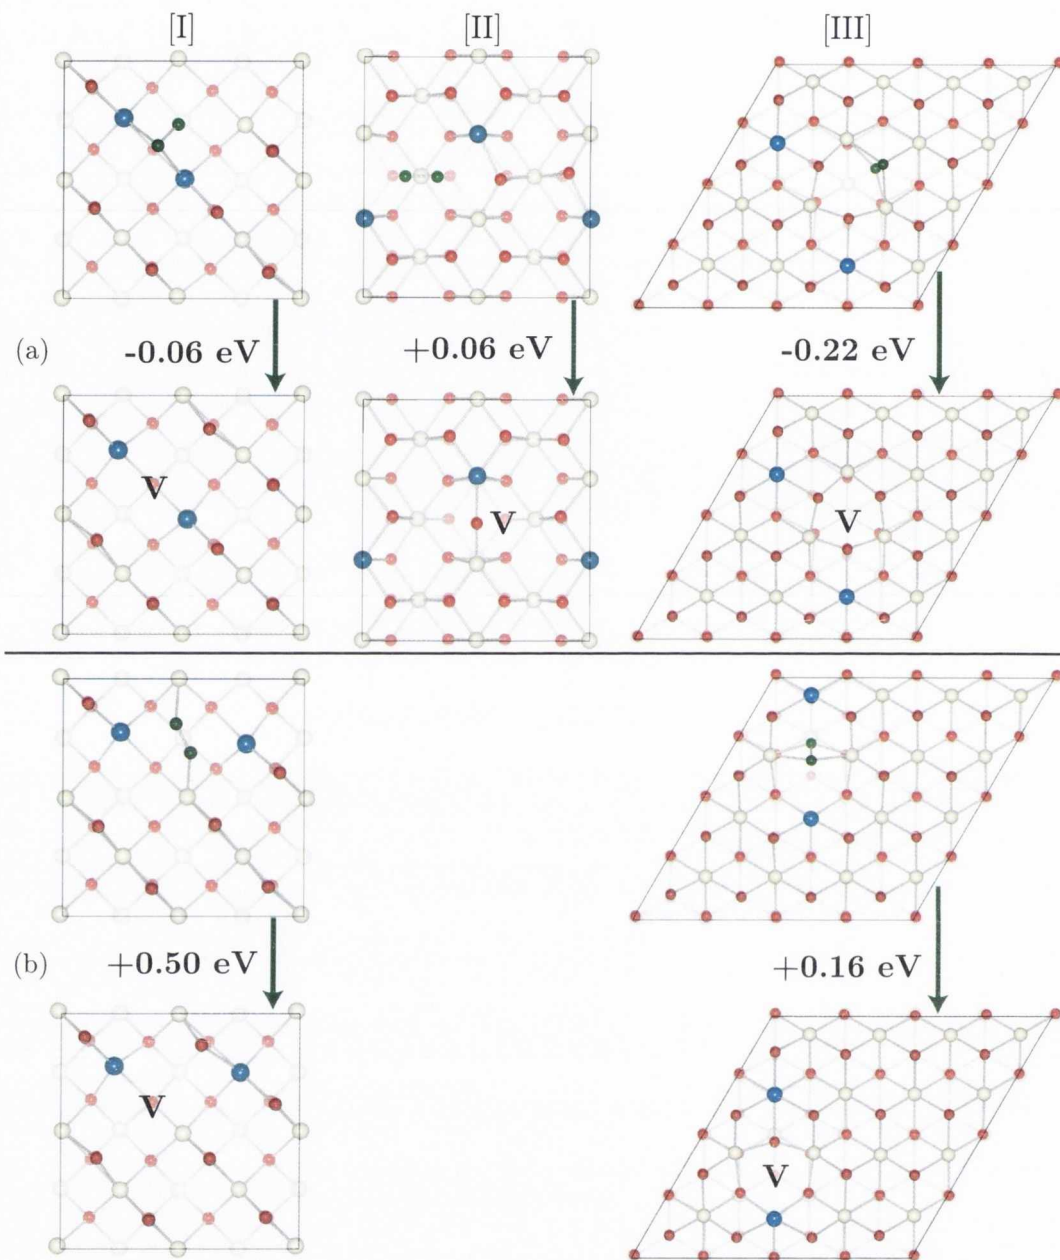 [I] [II] [III]
(a) -0.06 eV +0.06 eV -0.22 eV
V V V
(b) +0.50 eV +0.16 eV
V V